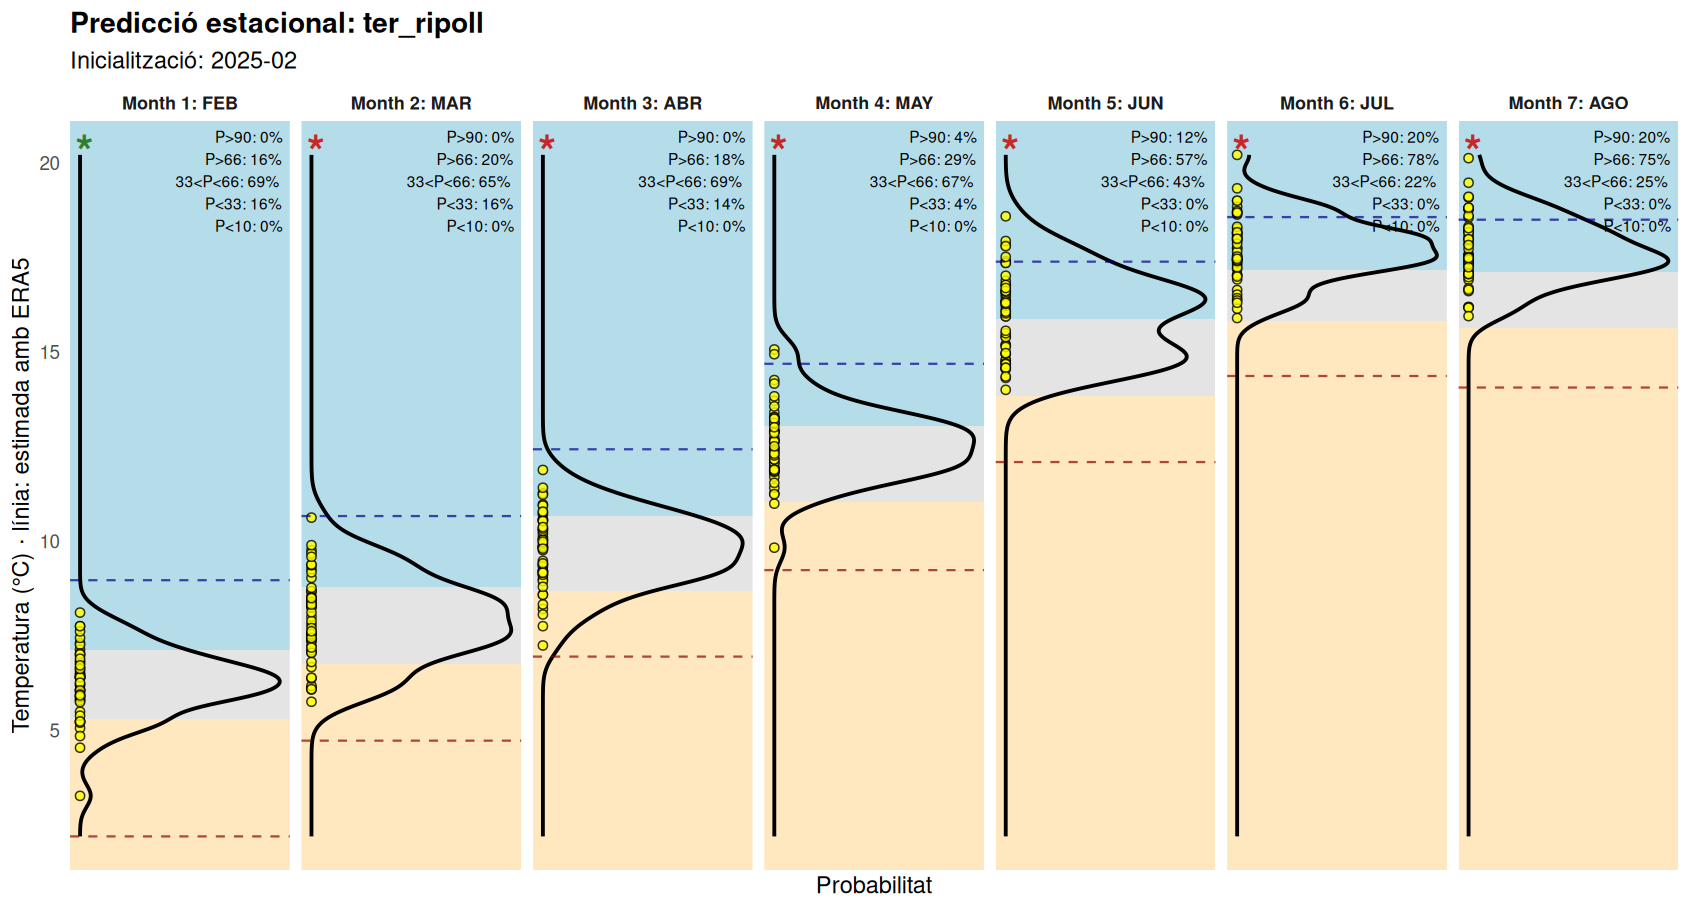 Predicció estacional: ter_ripoll
Inicialització: 2025-02
Month 1: FEB
Month 2: MAR
Month 3: ABR
Month 4: MAY
Month 5: JUN
Month 6: JUL
Month 7: AGO
*
P>90: 0%
P>66: 16%
33<P<66: 69%
P<33: 16%
P<10: 0%
*
P>90: 0%
P>66: 20%
33<P<66: 65%
P<33: 16%
P<10: 0%
*
P>90: 0%
P>66: 18%
33<P<66: 69%
P<33: 14%
P<10: 0%
*
P>90: 4%
P>66: 29%
33<P<66: 67%
P<33: 4%
P<10: 0%
*
P>90: 12%
P>66: 57%
33<P<66: 43%
P<33: 0%
P<10: 0%
*
P>90: 20%
P>66: 78%
33<P<66: 22%
P<33: 0%
P<10: 0%
*
P>90: 20%
P>66: 75%
33<P<66: 25%
P<33: 0%
P<10: 0%
20
15
10
5
Temperatura (°C) · línia: estimada amb ERA5
Probabilitat